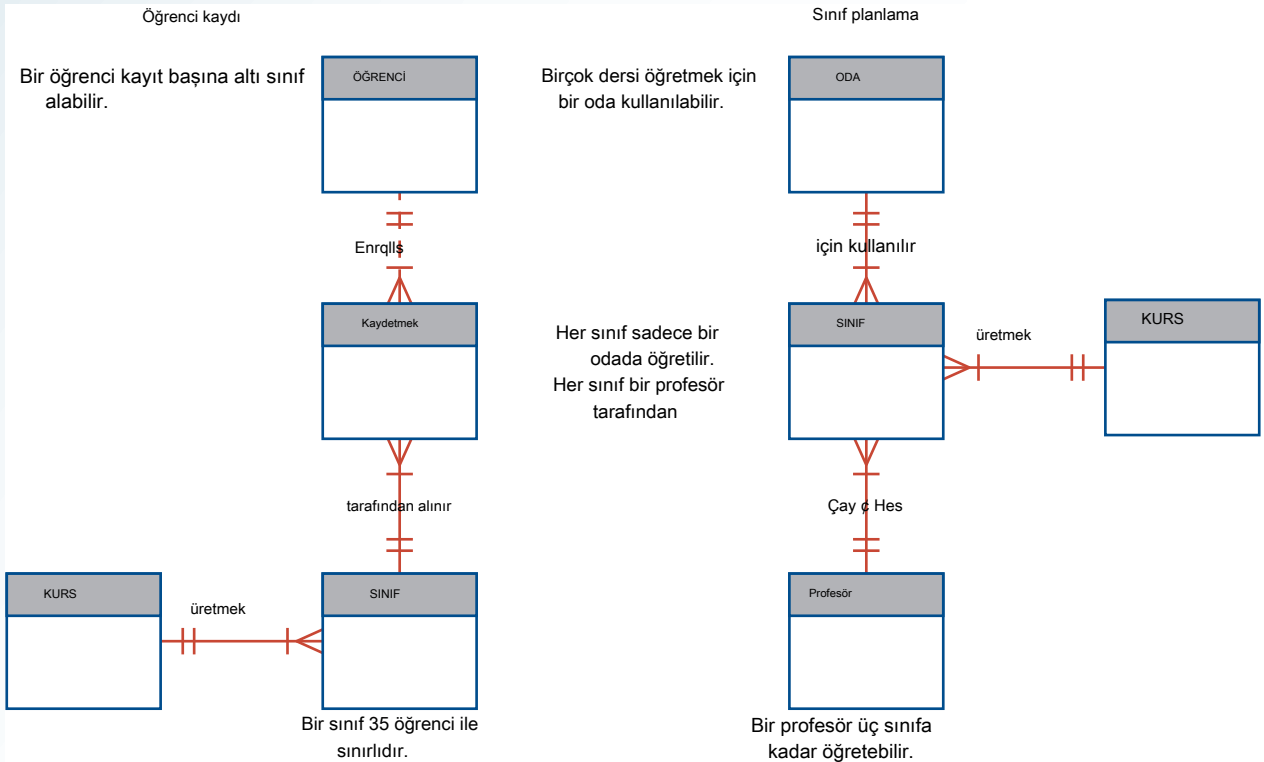 Öğrenci kaydı
Bir öğrenci kayıt başına altı sınıf
alabilir.
ÖĞRENCİ
Enrqlls
Kaydetmek
tarafından alınır
KURS
üretmek
SINIF
Bir sınıf 35 öğrenci ile
sınırlıdır.
Sınıf planlama
Birçok dersi öğretmek için
bir oda kullanılabilir.
ODA
için kullanılır
Her sınıf sadece bir
odada öğretilir.
Her sınıf bir profesör
tarafından
SINIF
üretmek
KURS
Çay ¢ Hes
Profesör
Bir profesör üç sınıfa
kadar öğretebilir.